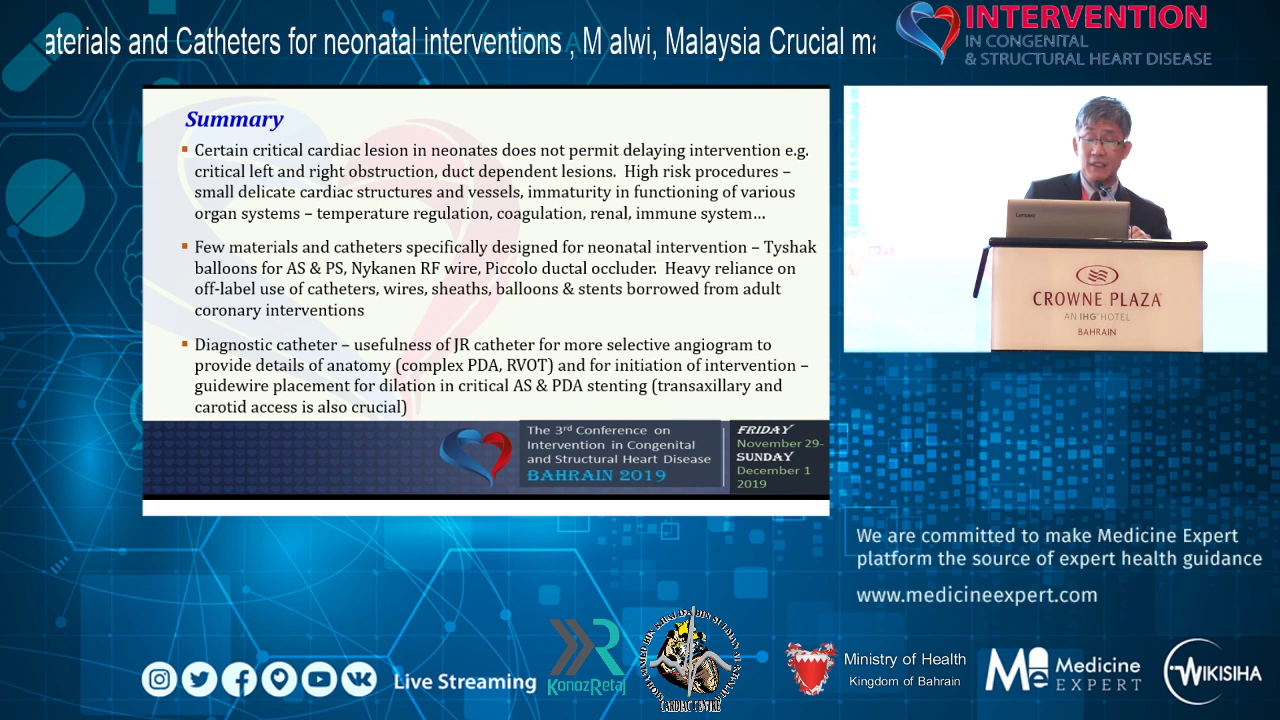 aterials and Catheters for neonatal interventions , M alwi, Malaysia Crucial ma
INTERVENTION
IN CONGENITAL
& STRUCTURAL HEART DISEASE
Summary
Certain critical cardiac lesion in neonates does not permit delaying intervention e.g.
critical left and right obstruction, duct dependent lesions. High risk procedures –
small delicate cardiac structures and vessels, immaturity in functioning of various
organ systems – temperature regulation, coagulation, renal, immune system...
Few materials and catheters specifically designed for neonatal intervention – Tyshak
balloons for AS & PS, Nykanen RF wire, Piccolo ductal occluder. Heavy reliance on
off-label use of catheters, wires, sheaths, balloons & stents borrowed from adult
coronary interventions
Diagnostic catheter – usefulness of JR catheter for more selective angiogram to
provide details of anatomy (complex PDA, RVOT) and for initiation of intervention –
guidewire placement for dilation in critical AS & PDA stenting (transaxillary and
carotid access is also crucial)
The 3rd Conference on
Intervention in Congenital
and Structural Heart Disease
BAHRAIN 2019
FRIDAY
November 29-
SUNDAY
December 1
2019
Lenovo
CROWNE PLAZA
AN IHG HOTEL
BAHRAIN
We are committed to make Medicine Expert
platform the source of expert health guidance
www.medicineexpert.com
Live Streaming
KanozRetaj
CARDIAC CENTRE
Ministry of Health
Kingdom of Bahrain
Me Medicine
EXPERT
WIKISIHA